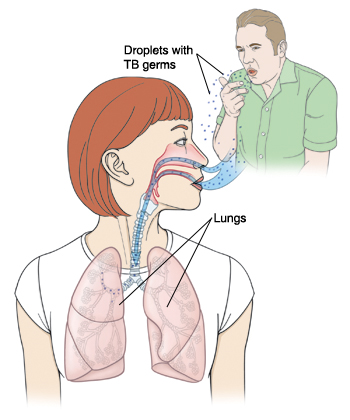 Droplets with
TB germs
Lungs